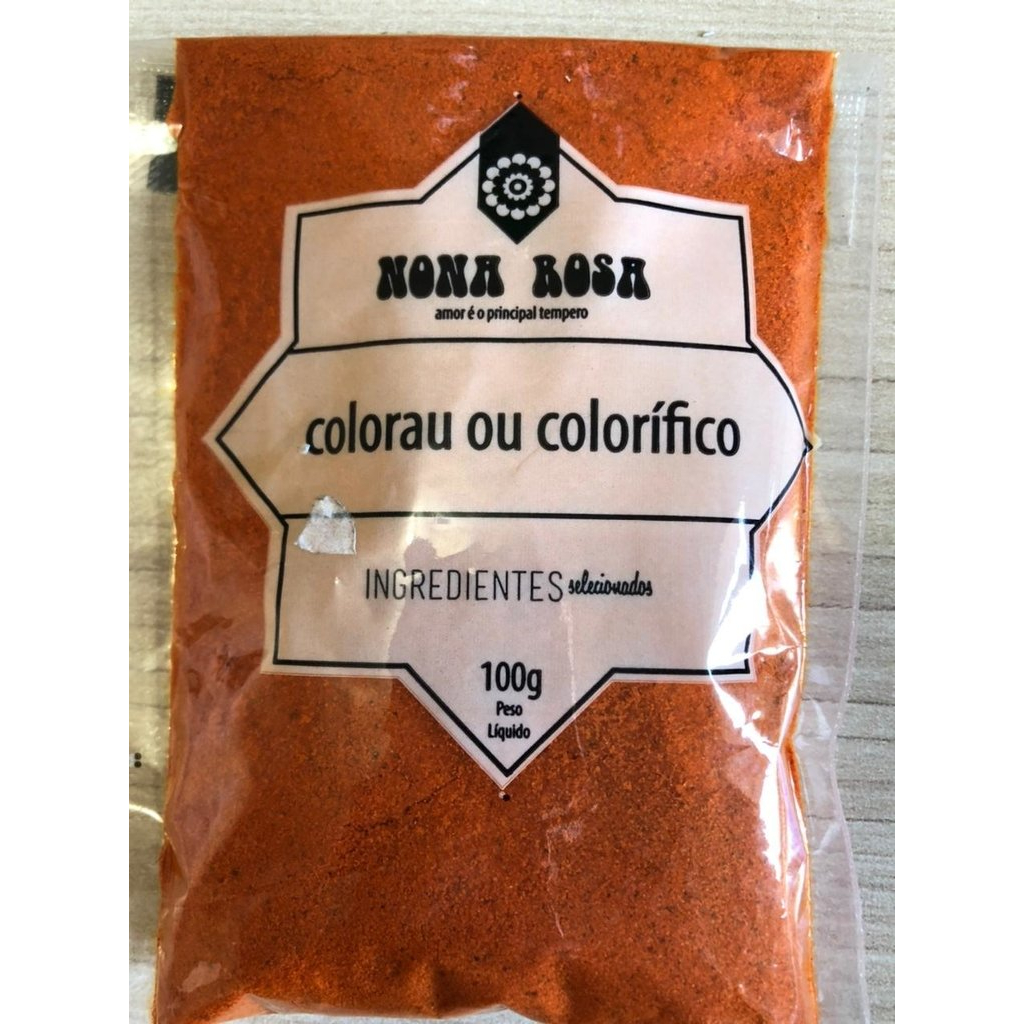 NONA ROSA
amor é o principal tempero
colorau ou colorífico
INGREDIENTES selecionados
100g
Peso
Líquido